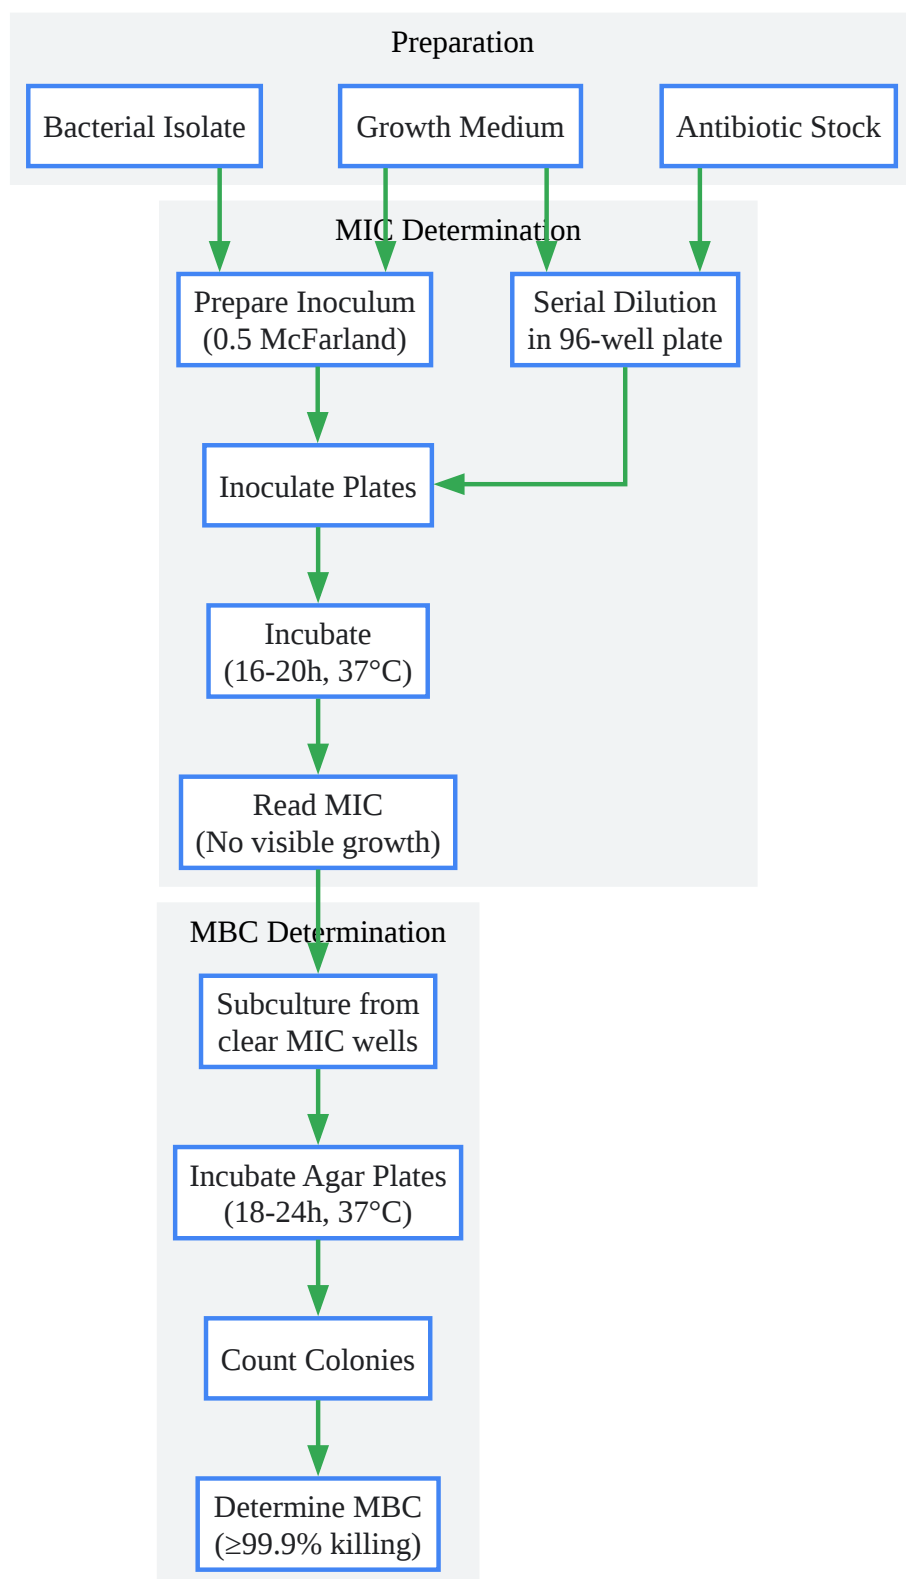 Preparation
Bacterial Isolate
Growth Medium
Antibiotic Stock
MIC Determination
Prepare Inoculum
(0.5 McFarland)
Serial Dilution
in 96-well plate
Inoculate Plates
Incubate
(16-20h, 37°C)
Read MIC
(No visible growth)
MBC Determination
Subculture from
clear MIC wells
Incubate Agar Plates
(18-24h, 37°C)
Count Colonies
Determine MBC
(≥99.9% killing)